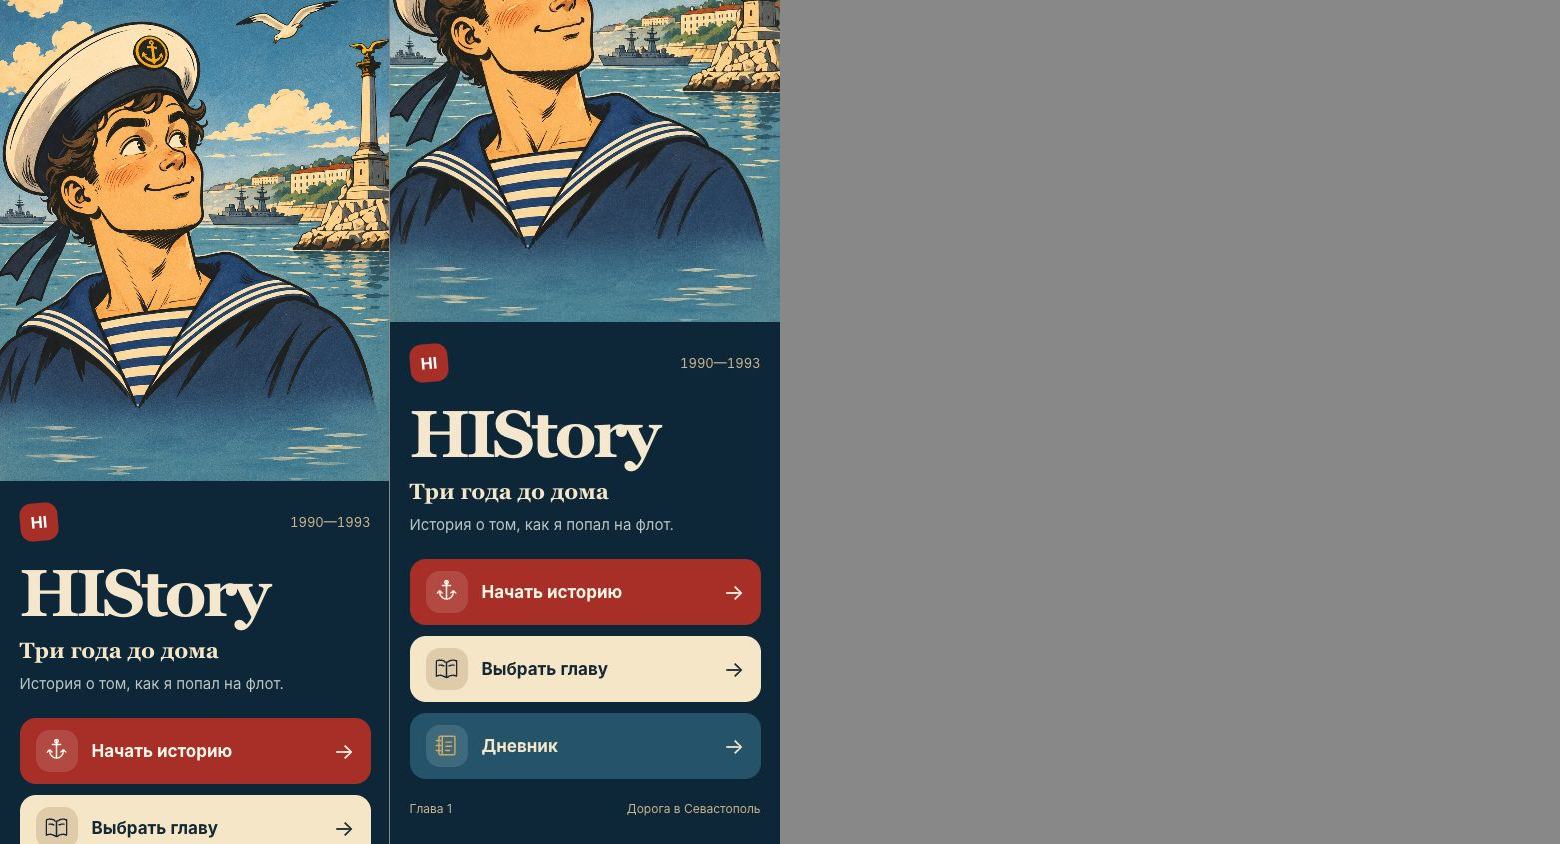 HI
1990—1993
HIStory
Три года до дома
История о том, как я попал на флот.
Начать историю
Выбрать главу
HI
1990—1993
HIStory
Три года до дома
История о том, как я попал на флот.
Начать историю
Выбрать главу
Дневник
Глава 1
Дорога в Севастополь